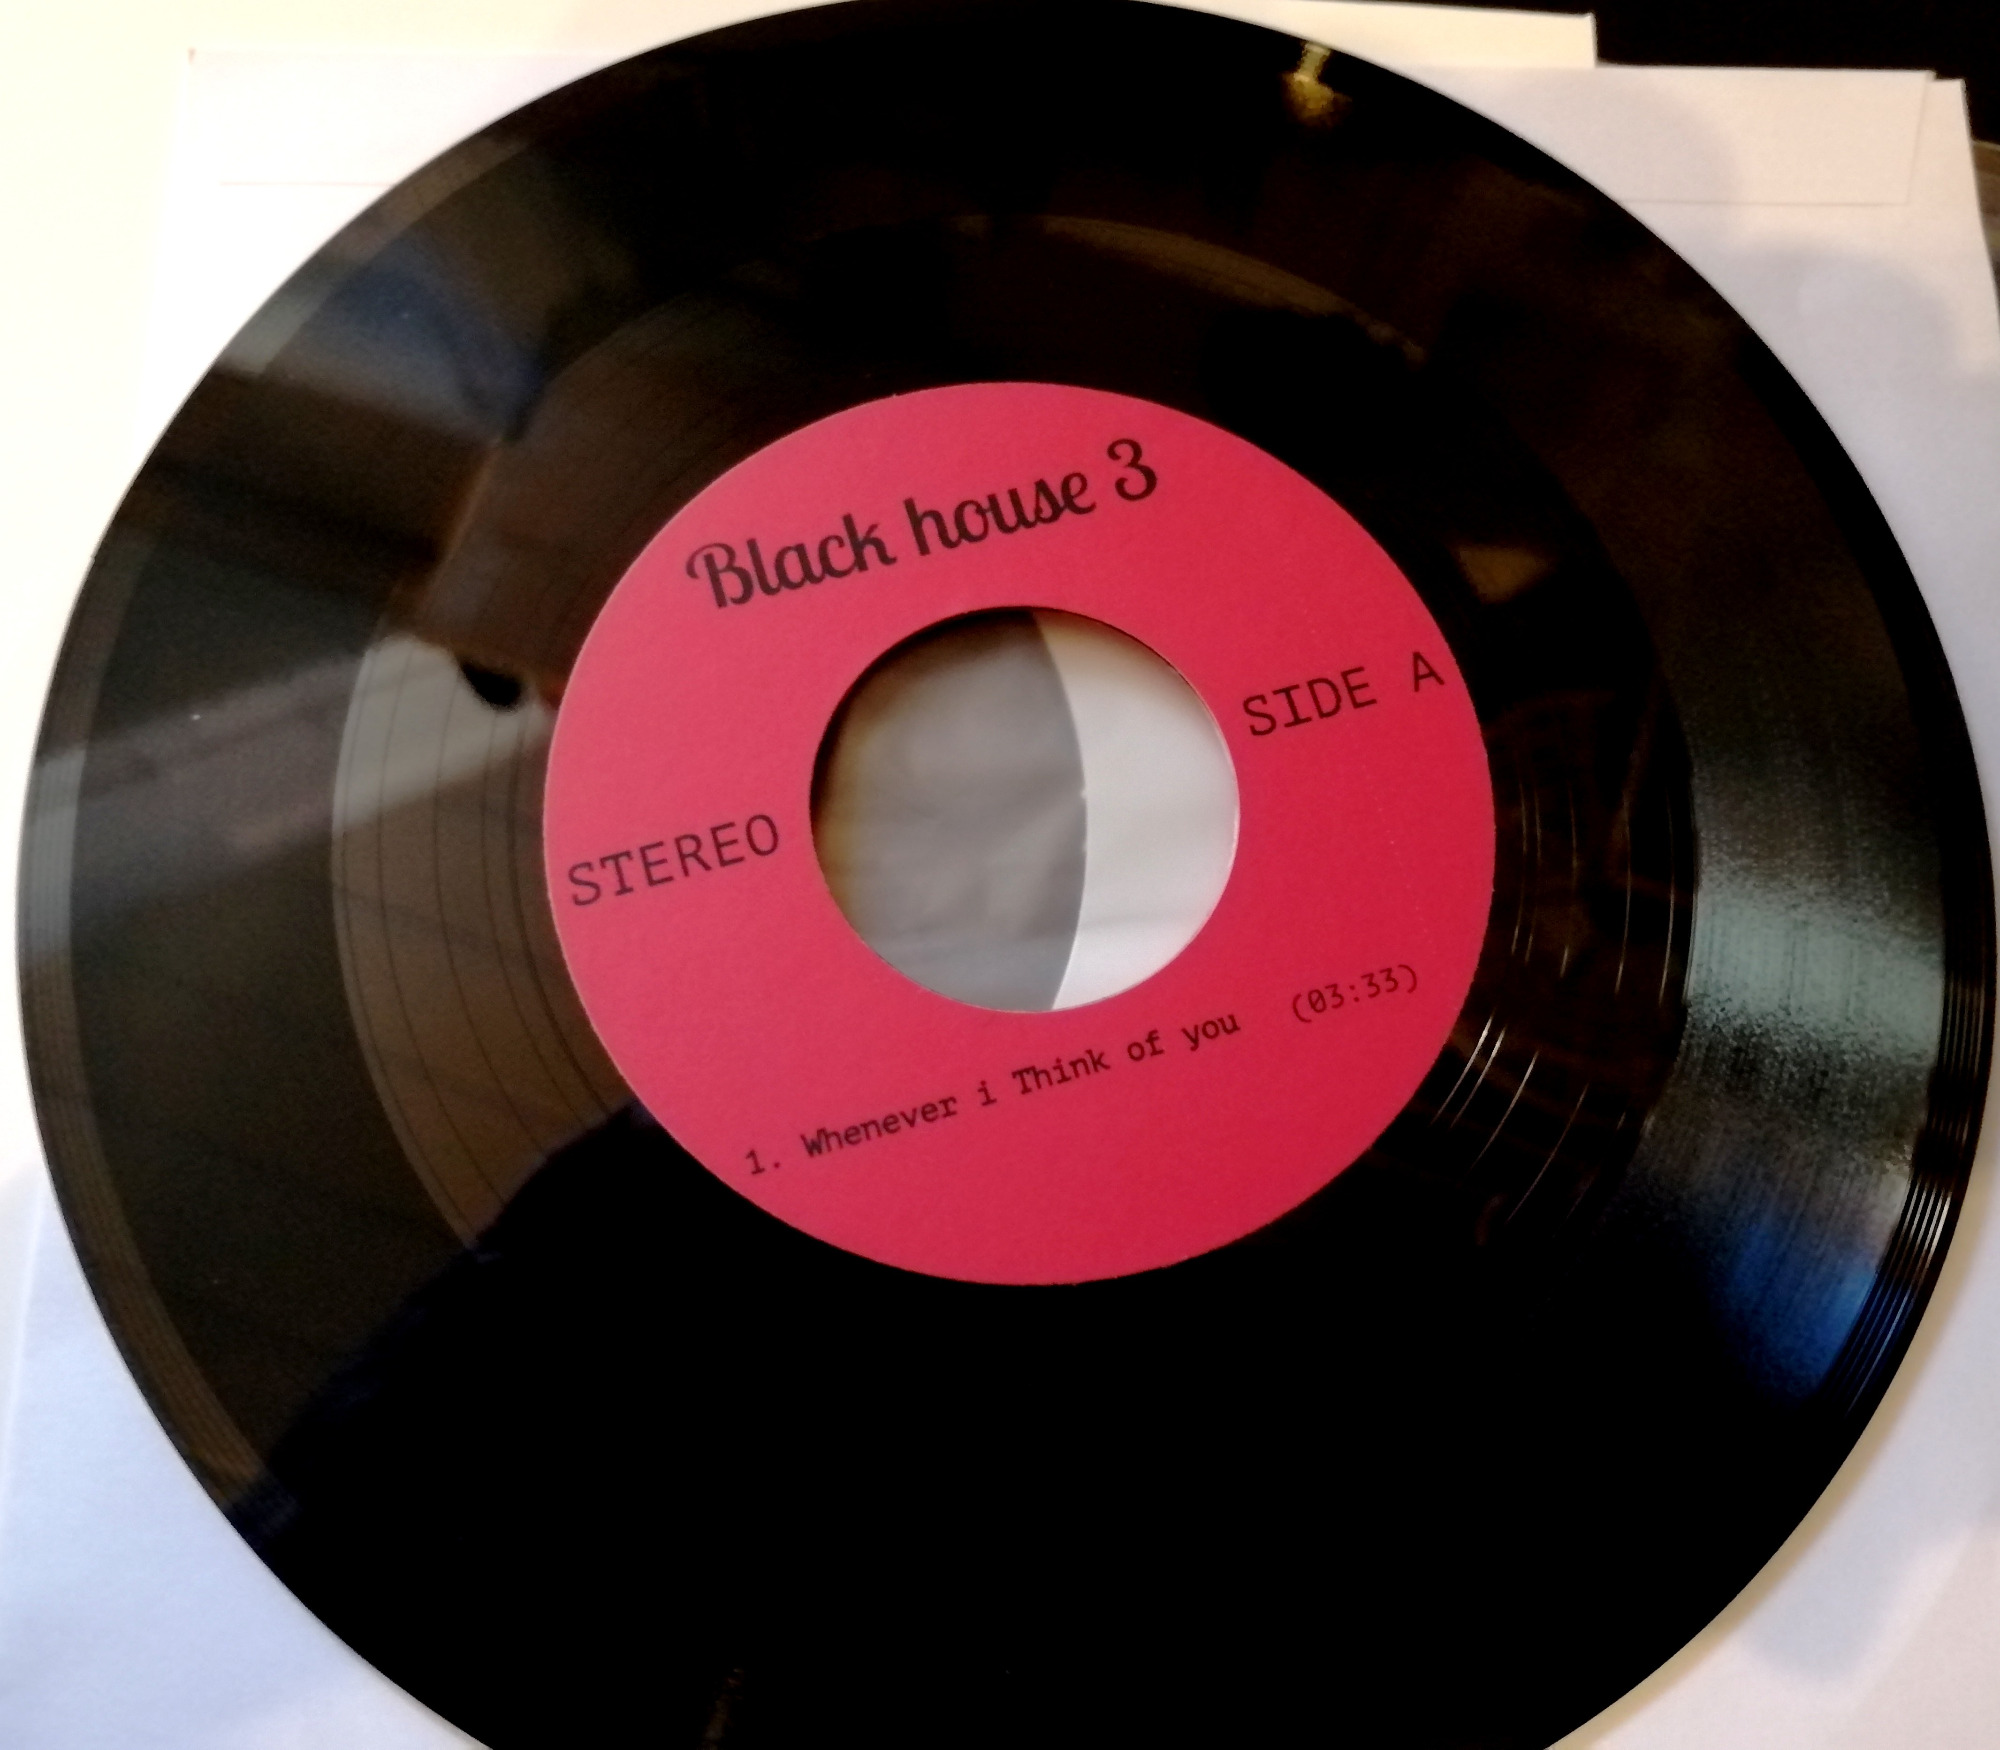 Black house 3
SIDE A
STEREO
1. Whenever i Think of you (03:33)